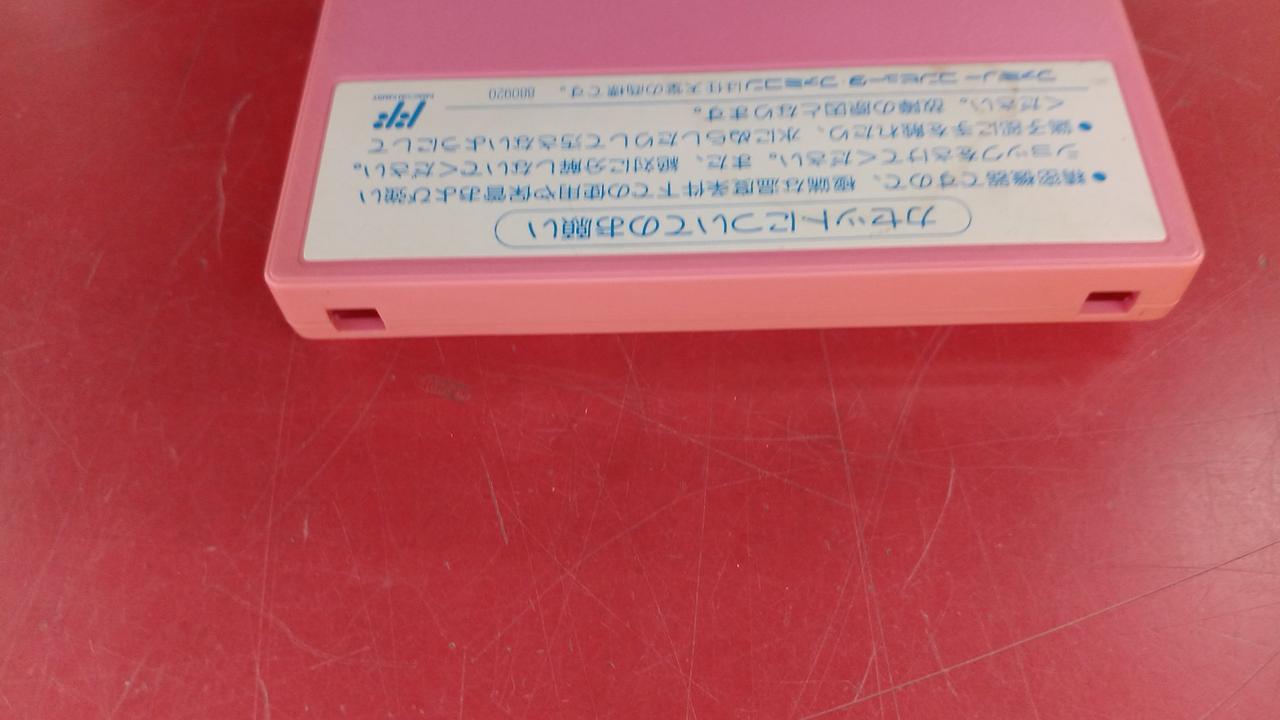 カセットについてのお願い
●精密機器ですので、極端な温度条件下での使用や保管および強い
ショックをさけてください。また、絶対に分解しないでください。
●端子部に手を触れたり、水にぬらしたりして汚さないようにして
ください。故障の原因となります。
ファミリーコンピュータ・ファミコンは任天堂の商標です。 880920